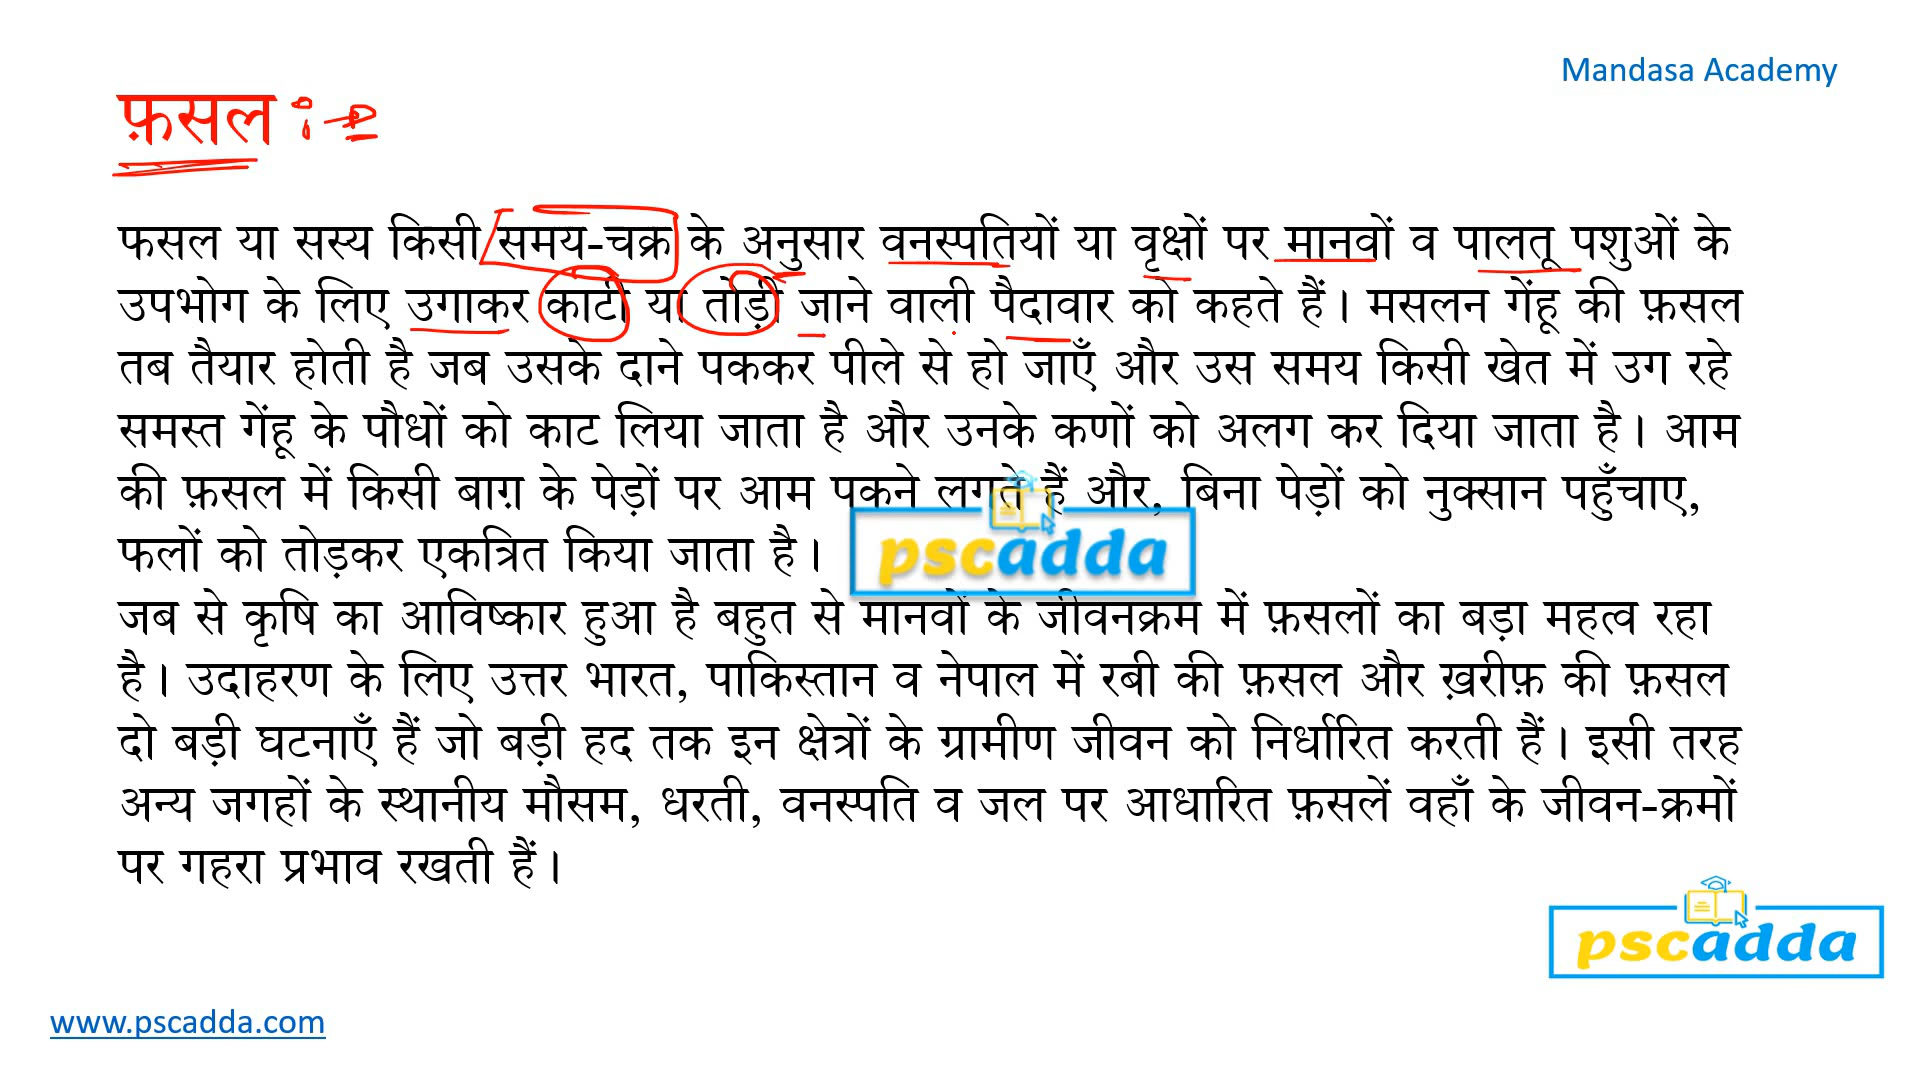 Mandasa Academy
फ़सल :-
फसल या सस्य किसी समय-चक्र के अनुसार वनस्पतियों या वृक्षों पर मानवों व पालतू पशुओं के
उपभोग के लिए उगाकर काटी या तोड़ी जाने वाली पैदावार को कहते हैं। मसलन गेंहू की फ़सल
तब तैयार होती है जब उसके दाने पककर पीले से हो जाएँ और उस समय किसी खेत में उग रहे
समस्त गेंहू के पौधों को काट लिया जाता है और उनके कणों को अलग कर दिया जाता है। आम
की फ़सल में किसी बाग़ के पेड़ों पर आम पकने लगते हैं और, बिना पेड़ों को नुक्सान पहुँचाए,
फलों को तोड़कर एकत्रित किया जाता है।
pscadda
जब से कृषि का आविष्कार हुआ है बहुत से मानवों के जीवनक्रम में फ़सलों का बड़ा महत्व रहा
है। उदाहरण के लिए उत्तर भारत, पाकिस्तान व नेपाल में रबी की फ़सल और ख़रीफ़ की फ़सल
दो बड़ी घटनाएँ हैं जो बड़ी हद तक इन क्षेत्रों के ग्रामीण जीवन को निर्धारित करती हैं। इसी तरह
अन्य जगहों के स्थानीय मौसम, धरती, वनस्पति व जल पर आधारित फ़सलें वहाँ के जीवन-क्रमों
पर गहरा प्रभाव रखती हैं।
pscadda
www.pscadda.com